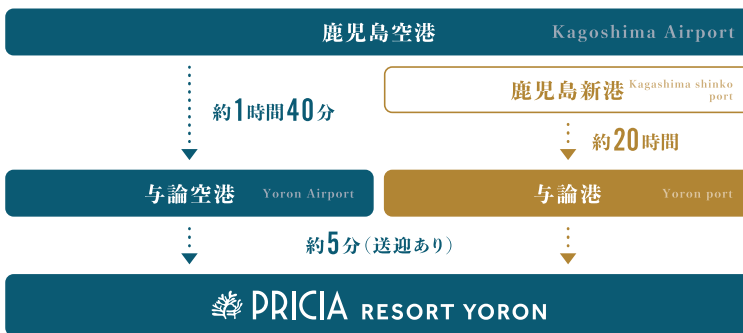 鹿児島空港 Kagoshima Airport
約1時間40分
鹿児島新港 Kagashima shinko
port
約20時間
与論空港 Yoron Airport
与論港 Yoron port
約5分(送迎あり)
PRICIA RESORT YORON